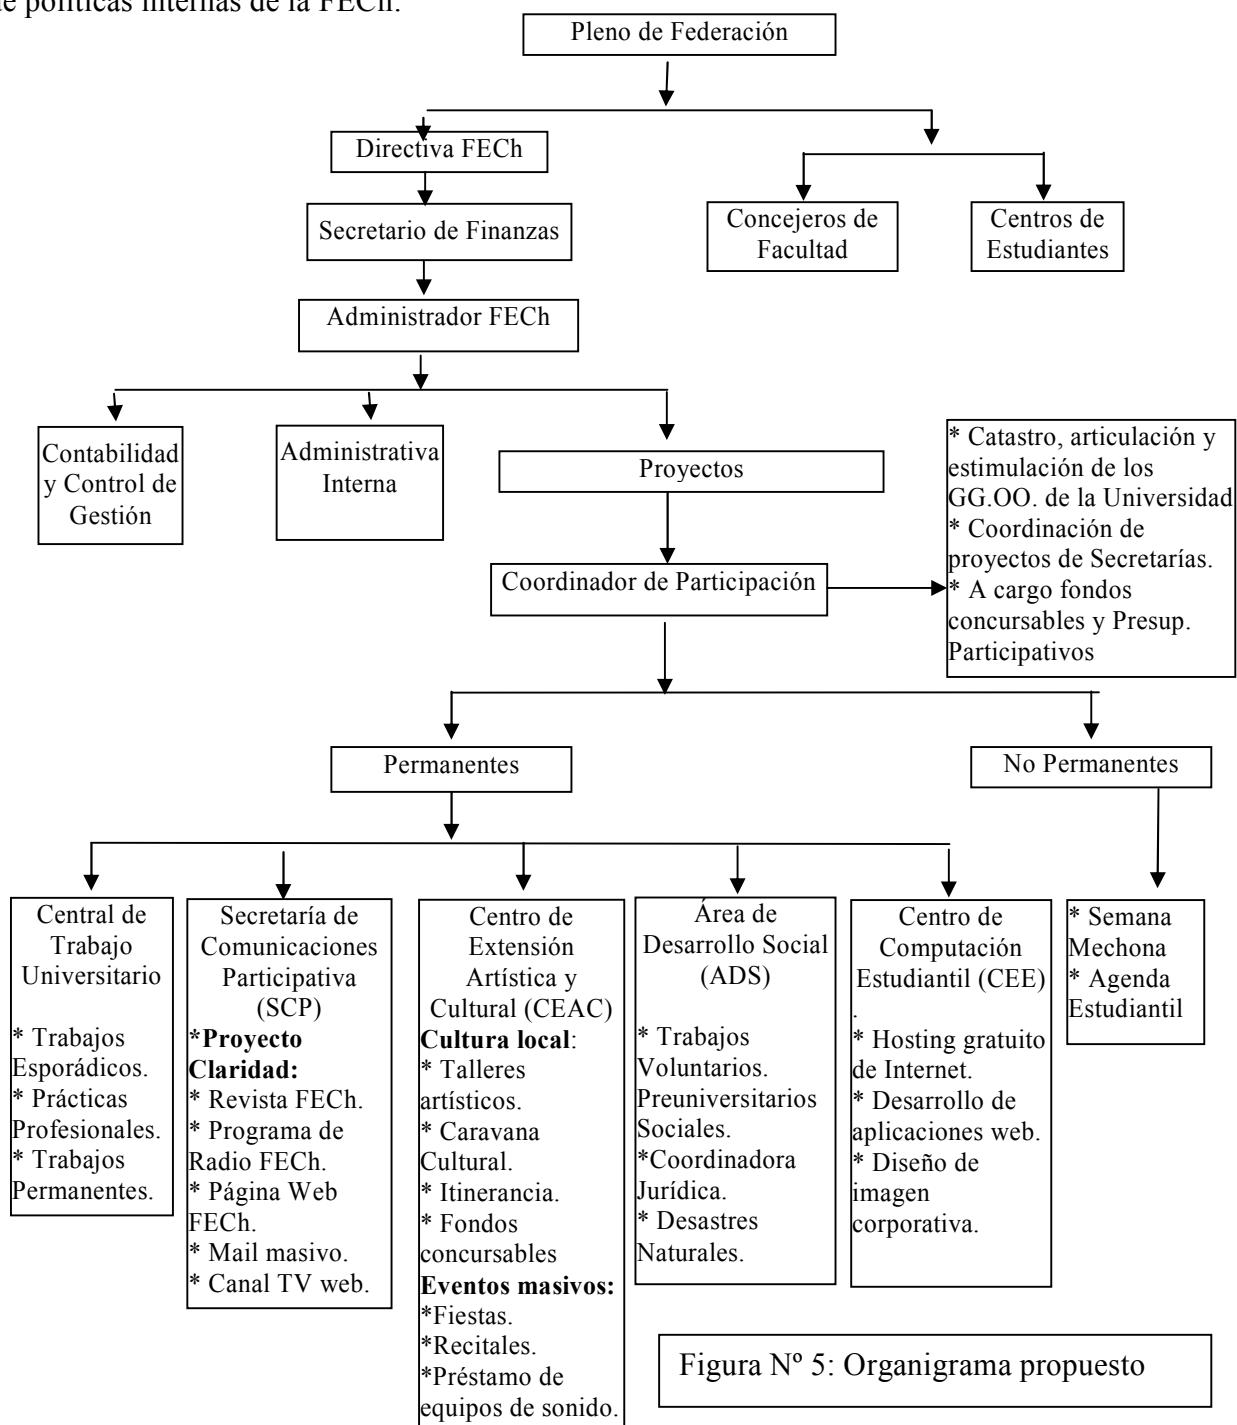 de políticas internas de la FECh.
Pleno de Federación
Directiva FECh
Secretario de Finanzas
Administrador FECh
Concejeros de
Facultad
Centros de
Estudiantes
Contabilidad
y Control de
Gestión
Administrativa
Interna
Proyectos
Coordinador de Participación
* Catastro, articulación y
estimulación de los
GG.OO. de la Universidad
* Coordinación de
proyectos de Secretarías.
* A cargo fondos
concursables y Presup.
Participativos
Permanentes
No Permanentes
Central de
Trabajo
Universitario
* Trabajos
Esporádicos.
* Prácticas
Profesionales.
* Trabajos
Permanentes.
Secretaría de
Comunicaciones
Participativa
(SCP)
*Proyecto
Claridad:
* Revista FECh.
* Programa de
Radio FECh.
* Página Web
FECh.
* Mail masivo.
* Canal TV web.
Centro de
Extensión
Artística y
Cultural (CEAC)
Cultura local:
* Talleres
artísticos.
* Caravana
Cultural.
* Itinerancia.
* Fondos
concursables
Eventos masivos:
*Fiestas.
*Recitales.
*Préstamo de
equipos de sonido.
Área de
Desarrollo Social
(ADS)
* Trabajos
Voluntarios.
Preuniversitarios
Sociales.
*Coordinadora
Jurídica.
* Desastres
Naturales.
Centro de
Computación
Estudiantil (CEE)
.
* Hosting gratuito
de Internet.
* Desarrollo de
aplicaciones web.
* Diseño de
imagen
corporativa.
* Semana
Mechona
* Agenda
Estudiantil
Figura Nº 5: Organigrama propuesto